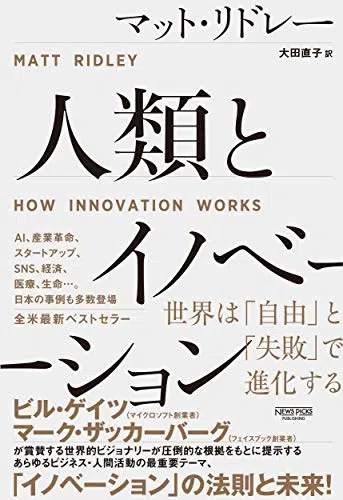 マット・リドレー
MATT RIDLEY
大田直子 訳
人類と
HOW INNOVATION WORKS
イノベー
ーション
AI、産業革命、
スタートアップ、
SNS、経済、
医療、生命…。
日本の事例も多数登場
全米最新ベストセラー
世界は「自由」と
「失敗」で
進化する
NEWS PICKS
PUBLISHING
ビル・ゲイツ(マイクロソフト創業者)
マーク・ザッカーバーグ(フェイスブック創業者)
が賞賛する世界的ビジョナリーが圧倒的な根拠をもとに提示する
あらゆるビジネス・人間活動の最重要テーマ、
「イノベーション」の法則と未来!